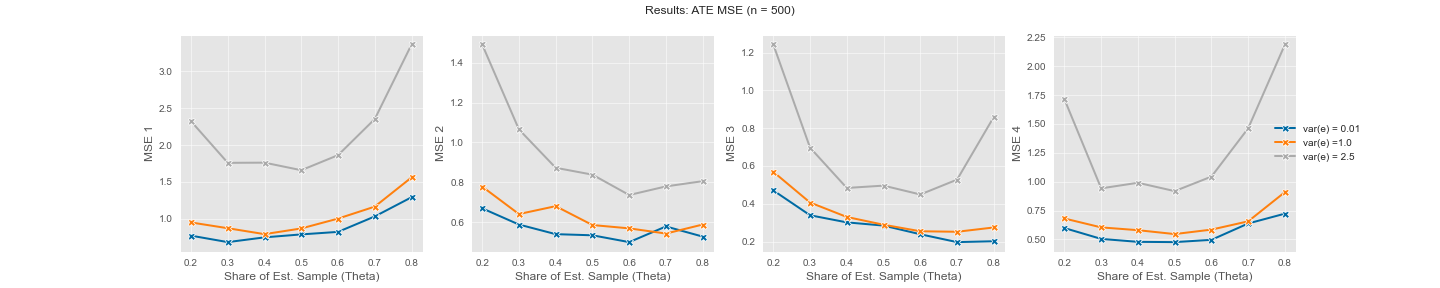 Results: ATE MSE (n = 500)
MSE 1
3.0
2.5
2.0
1.5
1.0
0.2 0.3 0.4 0.5 0.6 0.7 0.8
Share of Est. Sample (Theta)
MSE 2
1.4
1.2
1.0
0.8
0.6
0.2 0.3 0.4 0.5 0.6 0.7 0.8
Share of Est. Sample (Theta)
MSE 3
1.2
1.0
0.8
0.6
0.4
0.2
0.2 0.3 0.4 0.5 0.6 0.7 0.8
Share of Est. Sample (Theta)
MSE 4
2.25
2.00
1.75
1.50
1.25
1.00
0.75
0.50
0.2 0.3 0.4 0.5 0.6 0.7 0.8
Share of Est. Sample (Theta)
var(e) = 0.01
var(e) =1.0
var(e) = 2.5